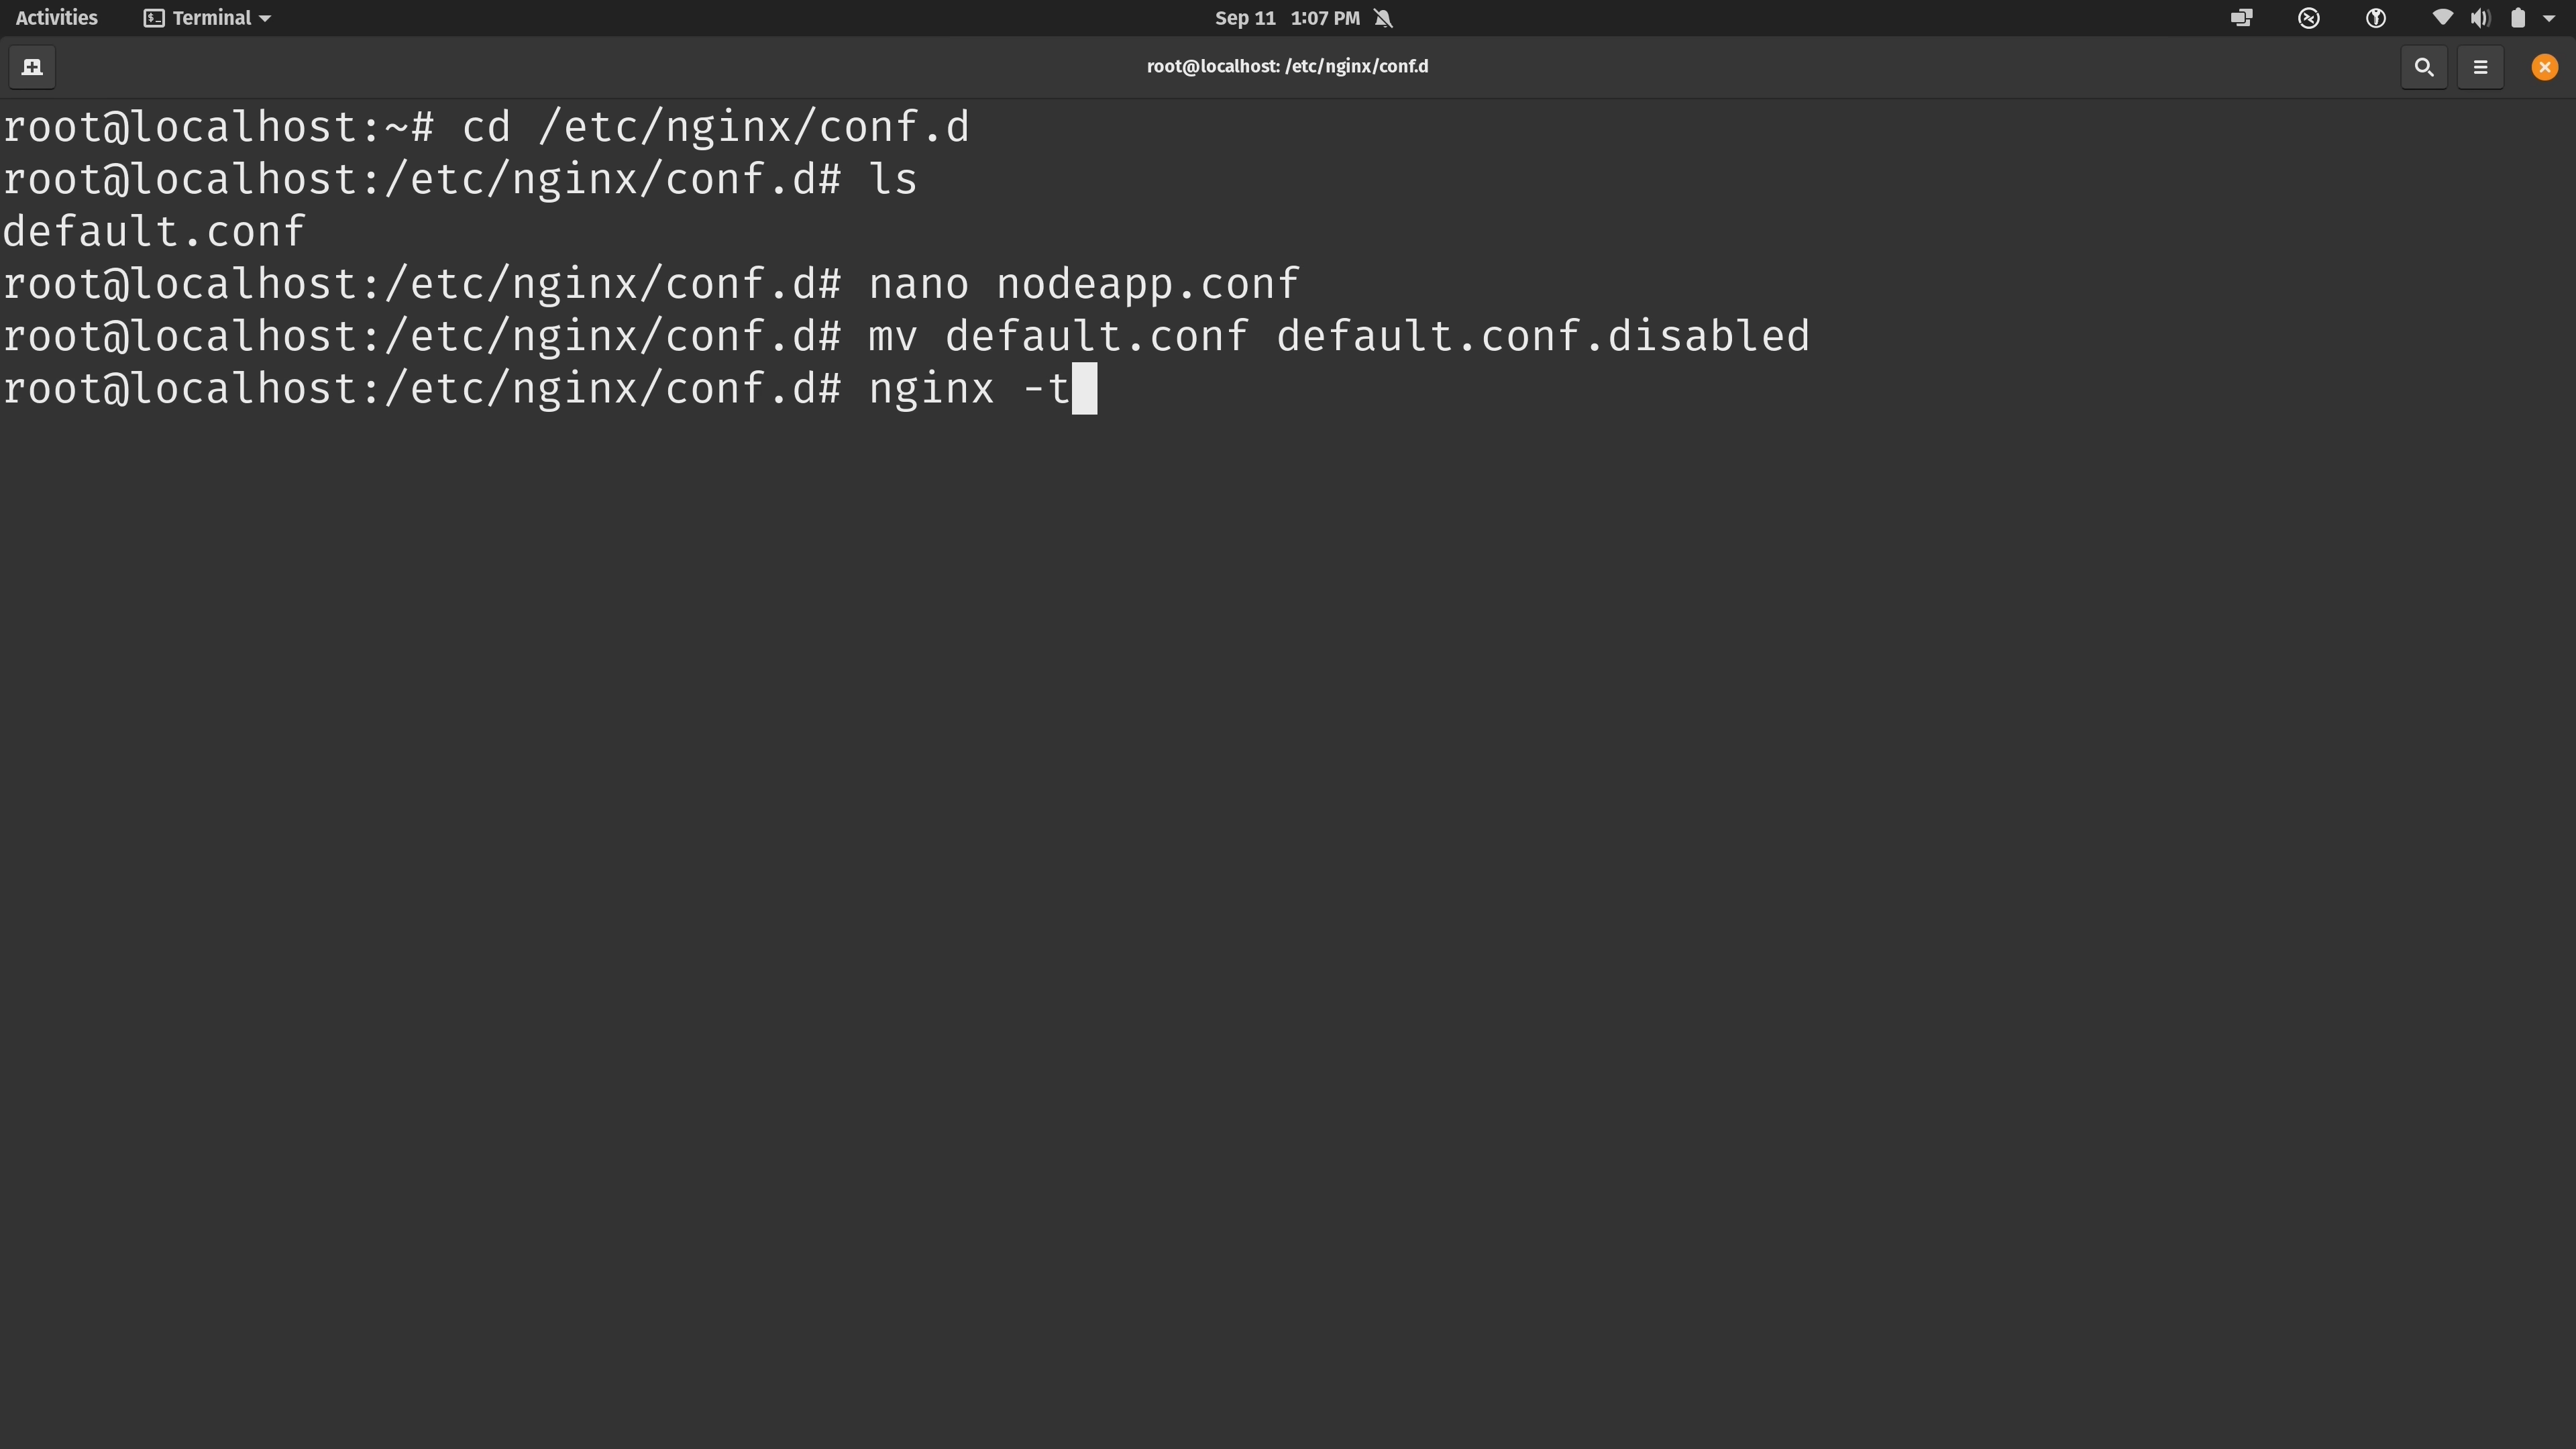 Activities Terminal Sep 11 1:07 PM
root@localhost: /etc/nginx/conf.d
root@localhost:~# cd /etc/nginx/conf.d
root@localhost:/etc/nginx/conf.d# ls
default.conf
root@localhost:/etc/nginx/conf.d# nano nodeapp.conf
root@localhost:/etc/nginx/conf.d# mv default.conf default.conf.disabled
root@localhost:/etc/nginx/conf.d# nginx -t